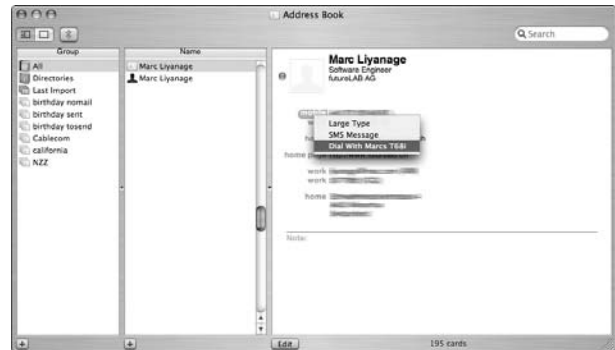 Address Book
Search
Group
All
Directories
Last Import
birthday nomail
birthday sent
birthday tosend
Cablecom
california
NZZ
Name
Marc Liyanage
Marc Liyanage
Marc Liyanage
Software Engineer
futureLAB AG
Large Type
SMS Message
Dial With Marcs T68i
home page
work
work
home
Note:
Edit
195 cards